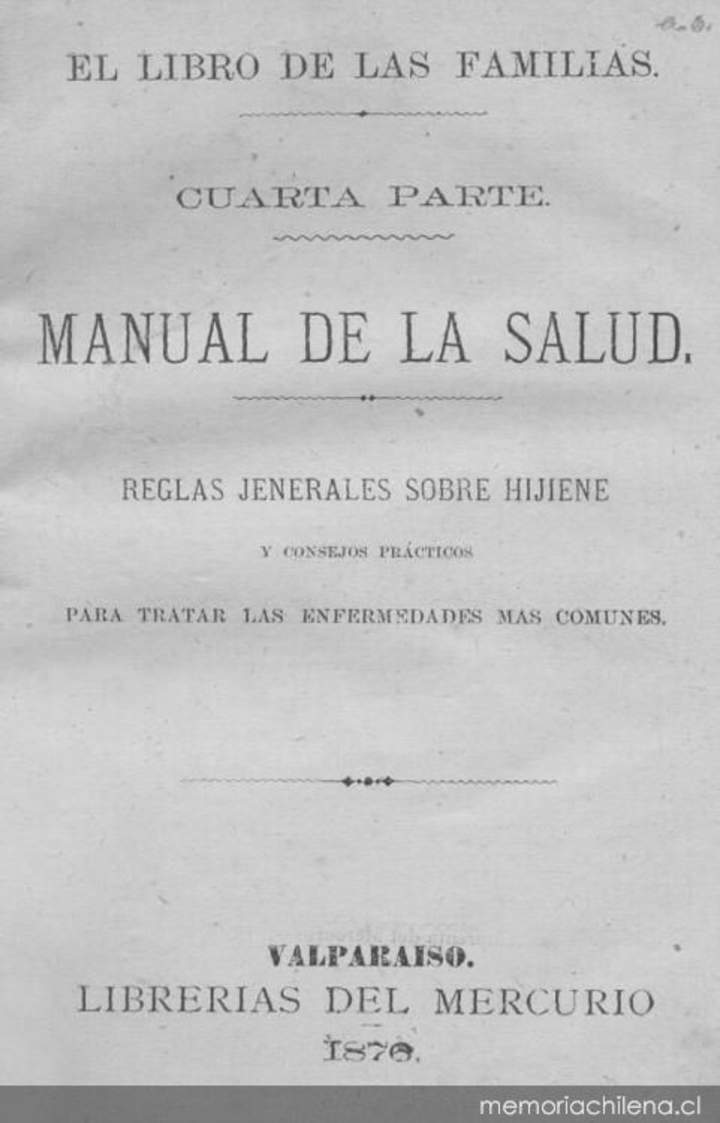 EL LIBRO DE LAS FAMILIAS.
CUARTA PARTE.
MANUAL DE LA SALUD.
REGLAS JENERALES SOBRE HIJIENE
Y CONSEJOS PRÁCTICOS
PARA TRATAR LAS ENFERMEDADES MAS COMUNES.
VALPARAISO.
LIBRERIAS DEL MERCURIO
1876.
memoriachilena.cl